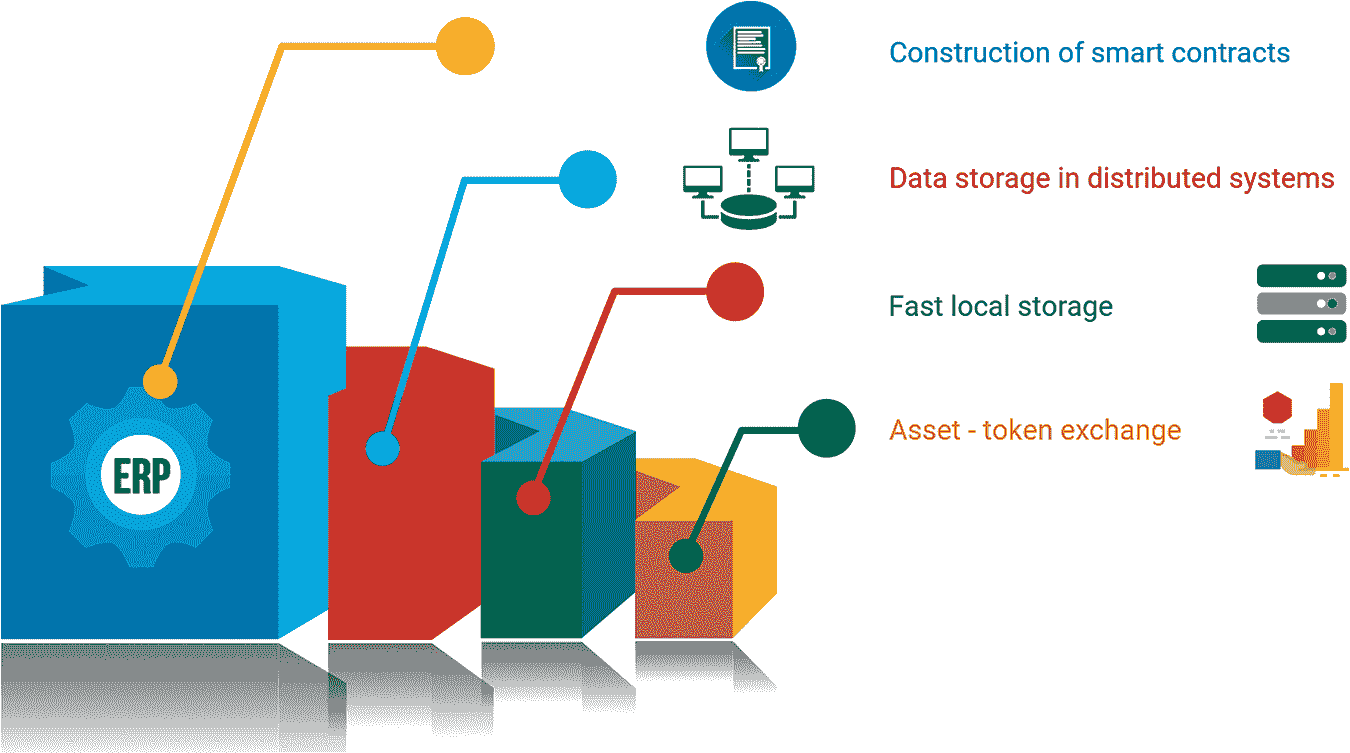 Construction of smart contracts
Data storage in distributed systems
Fast local storage
Asset - token exchange
ERP